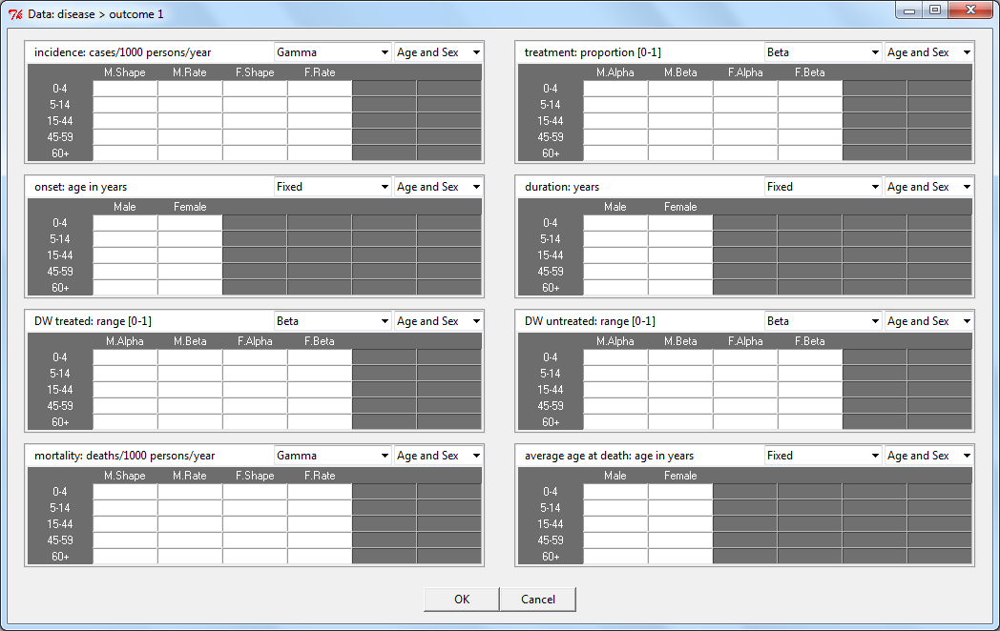 Data: disease > outcome 1
incidence: cases/1000 persons/year Gamma Age and Sex
M.Shape M.Rate F.Shape F.Rate
0-4
5-14
15-44
45-59
60+
treatment: proportion [0-1] Beta Age and Sex
M.Alpha M.Beta F.Alpha F.Beta
0-4
5-14
15-44
45-59
60+
onset: age in years Fixed Age and Sex
Male Female
0-4
5-14
15-44
45-59
60+
duration: years Fixed Age and Sex
Male Female
0-4
5-14
15-44
45-59
60+
DW treated: range [0-1] Beta Age and Sex
M.Alpha M.Beta F.Alpha F.Beta
0-4
5-14
15-44
45-59
60+
DW untreated: range [0-1] Beta Age and Sex
M.Alpha M.Beta F.Alpha F.Beta
0-4
5-14
15-44
45-59
60+
mortality: deaths/1000 persons/year Gamma Age and Sex
M.Shape M.Rate F.Shape F.Rate
0-4
5-14
15-44
45-59
60+
average age at death: age in years Fixed Age and Sex
Male Female
0-4
5-14
15-44
45-59
60+
OK Cancel